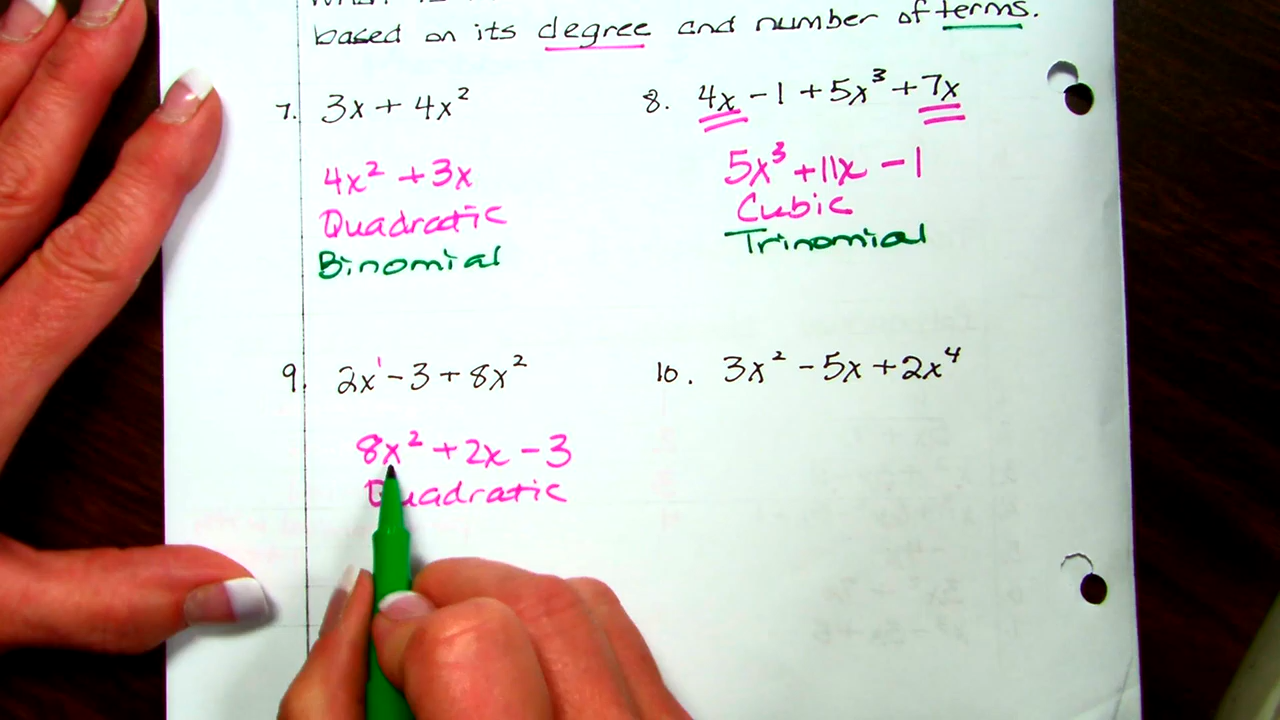 based on its degree and number of terms.
7. 3x + 4x²
4x² + 3x
Quadratic
Binomial
8. 4x - 1 + 5x³ + 7x
5x³ + 11x - 1
Cubic
Trinomial
9. 2x¹ - 3 + 8x²
8x² + 2x - 3
Quadratic
10. 3x² - 5x + 2x⁴